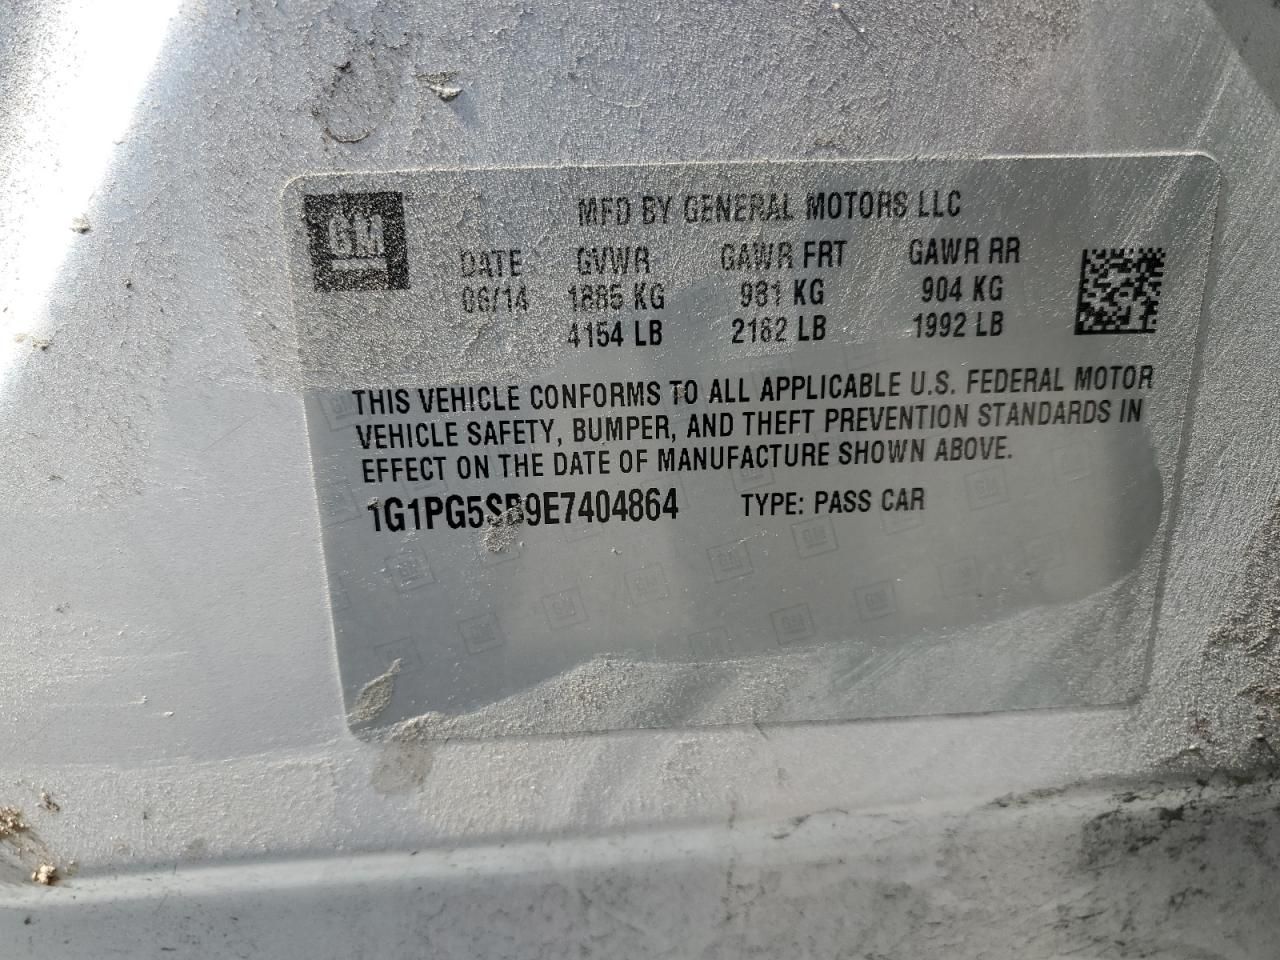 GM
MFD BY GENERAL MOTORS LLC
DATE GVWR GAWR FRT GAWR RR
06/14 1885 KG 981 KG 904 KG
4154 LB 2162 LB 1992 LB
THIS VEHICLE CONFORMS TO ALL APPLICABLE U.S. FEDERAL MOTOR
VEHICLE SAFETY, BUMPER, AND THEFT PREVENTION STANDARDS IN
EFFECT ON THE DATE OF MANUFACTURE SHOWN ABOVE.
1G1PG5SB9E7404864 TYPE: PASS CAR